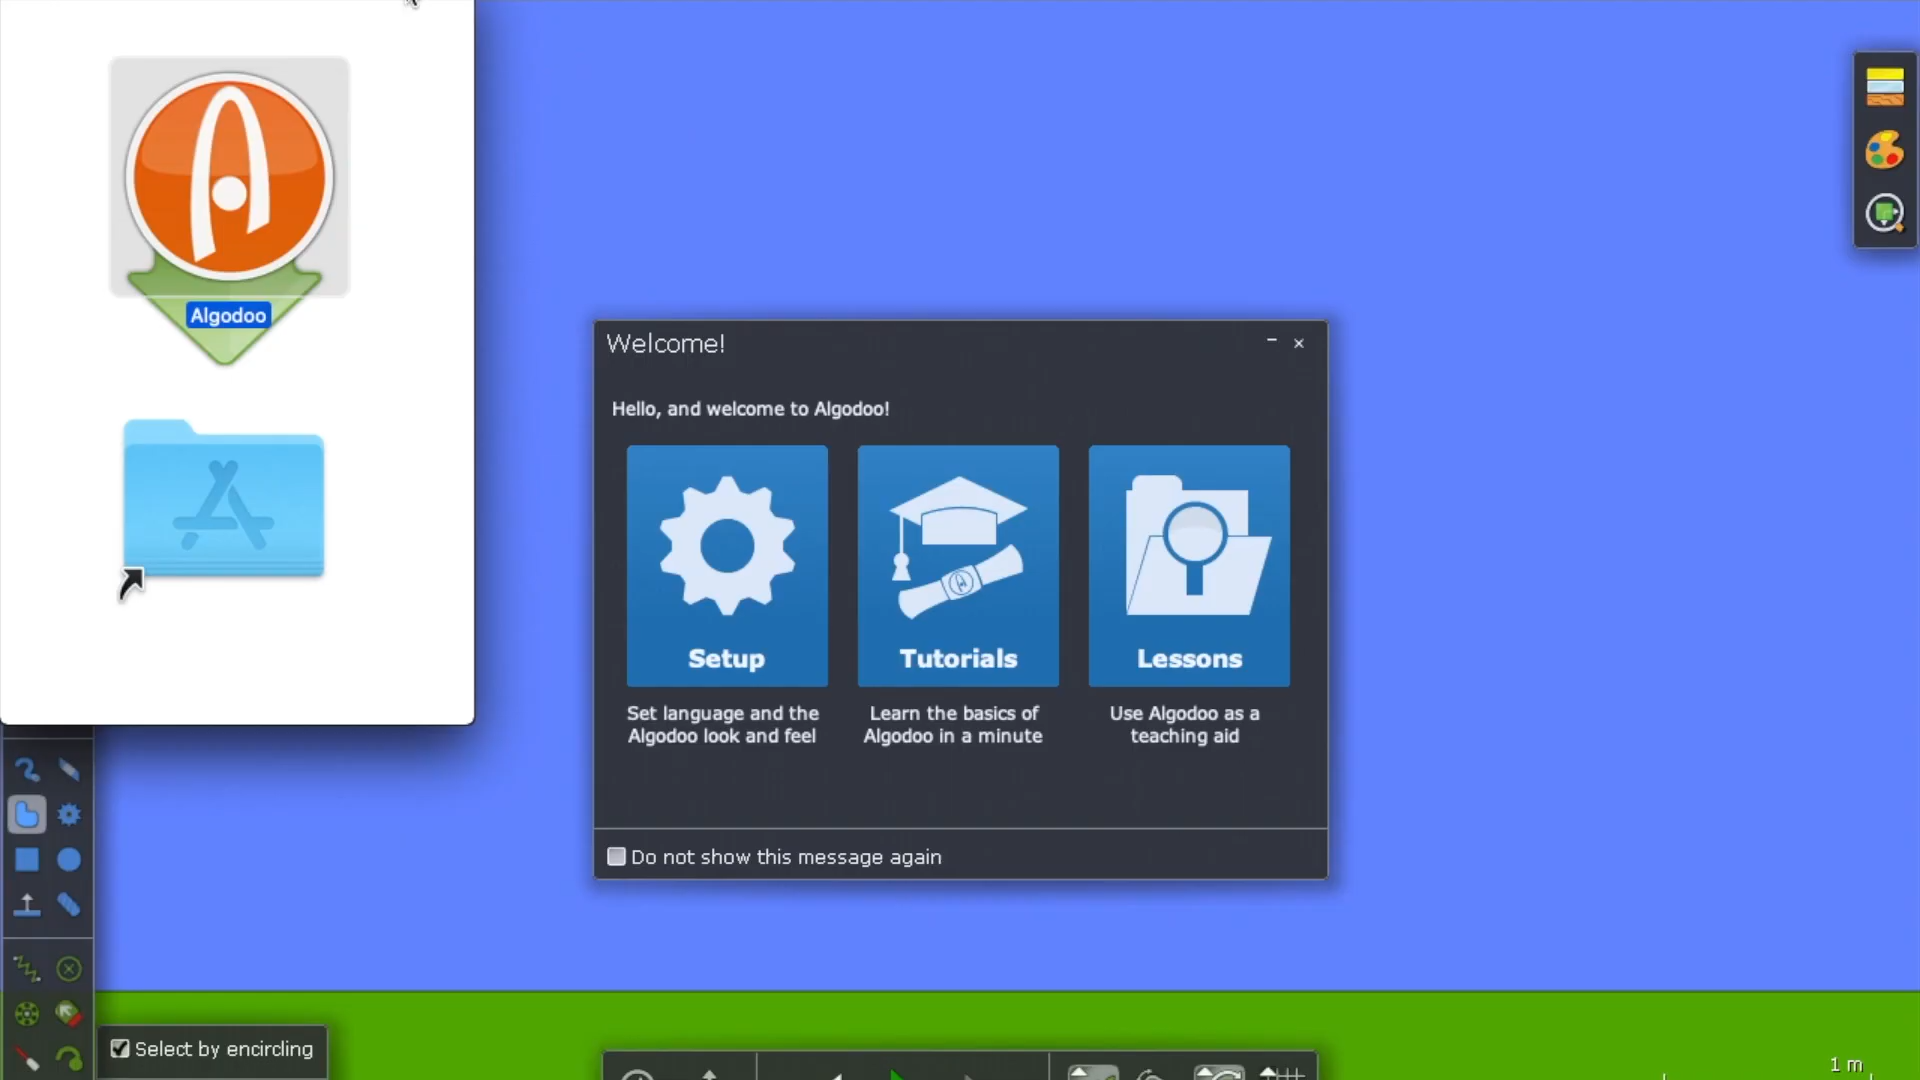 Algodoo
Welcome!
Hello, and welcome to Algodoo!
Setup
Tutorials
Lessons
Set language and the
Algodoo look and feel
Learn the basics of
Algodoo in a minute
Use Algodoo as a
teaching aid
Do not show this message again
Select by encircling
1 m